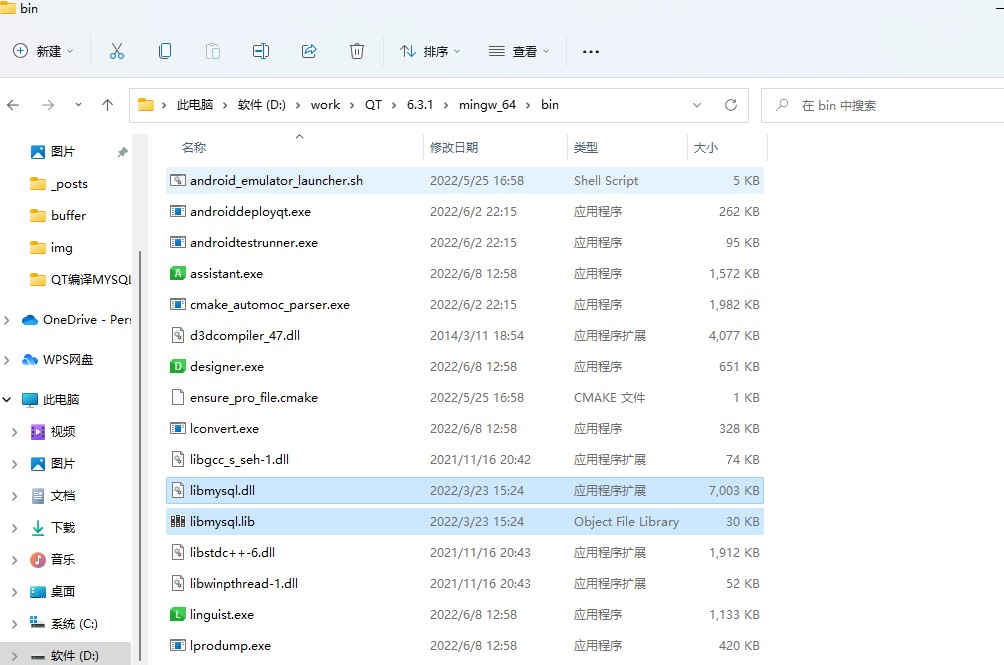 bin
新建 排序 查看
此电脑 软件 (D:) work QT 6.3.1 mingw_64 bin 在 bin 中搜索
图片
_posts
buffer
img
QT编译MYSQL
OneDrive - Pers
WPS网盘
此电脑
视频
图片
文档
下载
音乐
桌面
系统 (C:)
软件 (D:)
名称 修改日期 类型 大小
android_emulator_launcher.sh 2022/5/25 16:58 Shell Script 5 KB
androiddeployqt.exe 2022/6/2 22:15 应用程序 262 KB
androidtestrunner.exe 2022/6/2 22:15 应用程序 95 KB
assistant.exe 2022/6/8 12:58 应用程序 1,572 KB
cmake_automoc_parser.exe 2022/6/2 22:15 应用程序 1,982 KB
d3dcompiler_47.dll 2014/3/11 18:54 应用程序扩展 4,077 KB
designer.exe 2022/6/8 12:58 应用程序 651 KB
ensure_pro_file.cmake 2022/5/25 16:58 CMAKE 文件 1 KB
lconvert.exe 2022/6/8 12:58 应用程序 328 KB
libgcc_s_seh-1.dll 2021/11/16 20:42 应用程序扩展 74 KB
libmysql.dll 2022/3/23 15:24 应用程序扩展 7,003 KB
libmysql.lib 2022/3/23 15:24 Object File Library 30 KB
libstdc++-6.dll 2021/11/16 20:43 应用程序扩展 1,912 KB
libwinpthread-1.dll 2021/11/16 20:43 应用程序扩展 52 KB
linguist.exe 2022/6/8 12:58 应用程序 1,133 KB
lprodump.exe 2022/6/8 12:58 应用程序 420 KB